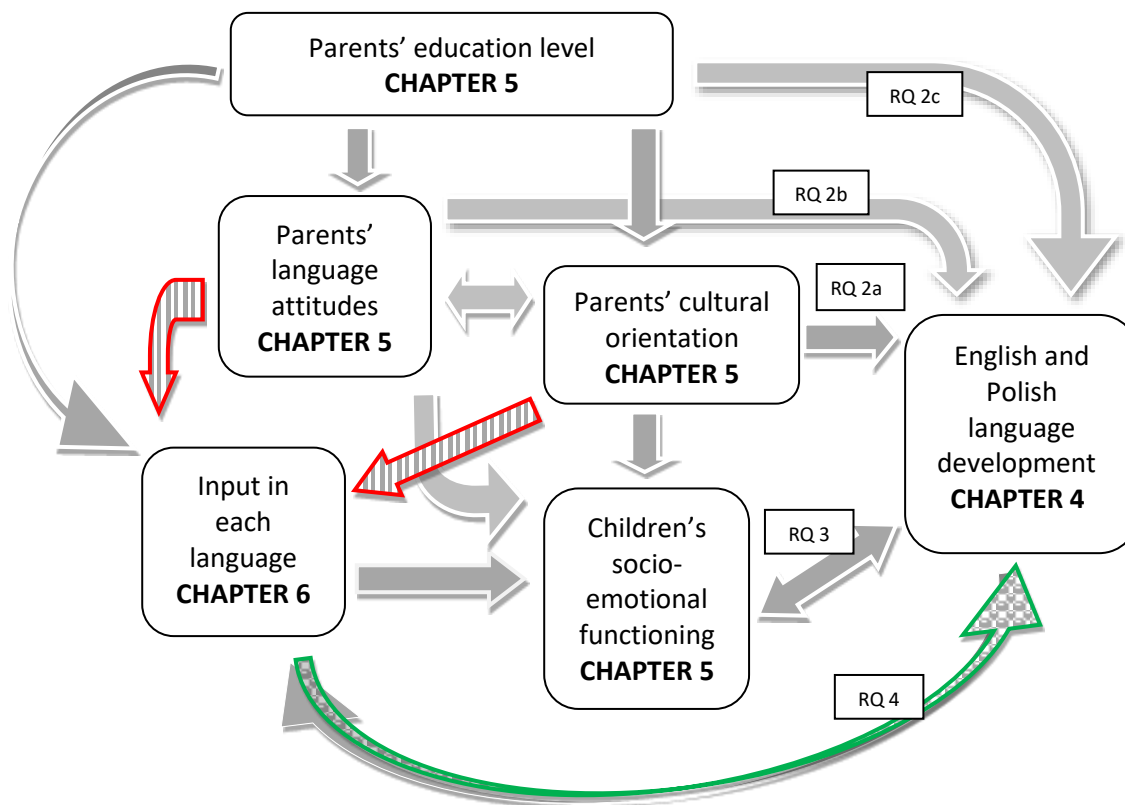 Parents’ education level
CHAPTER 5
RQ 2c
RQ 2b
Parents’
language
attitudes
CHAPTER 5
RQ 2a
Parents’ cultural
orientation
CHAPTER 5
English and
Polish
language
development
CHAPTER 4
Input in
each
language
CHAPTER 6
Children’s
socio-
emotional
functioning
CHAPTER 5
RQ 3
RQ 4